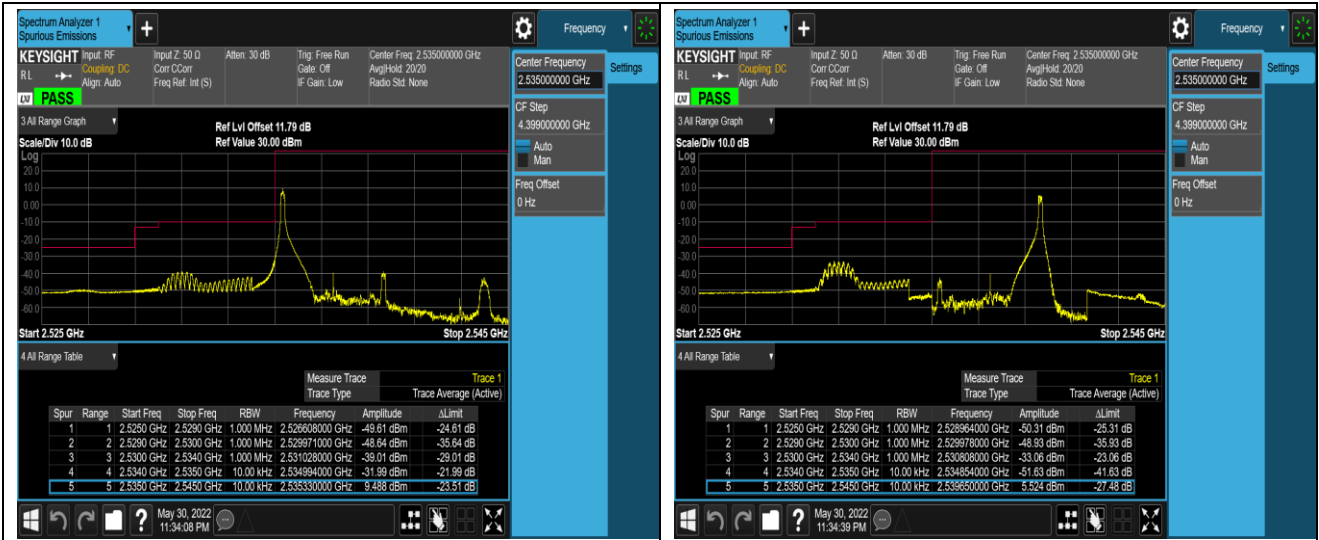 Spectrum Analyzer 1
Spurious Emissions
+
Frequency
KEYSIGHT
R L
LXI PASS
Input: RF
Coupling: DC
Align: Auto
Input Z: 50 Ω
Corr CCorr
Freq Ref: Int (S)
Atten: 30 dB
Trig: Free Run
Gate: Off
IF Gain: Low
Center Freq: 2.535000000 GHz
Avg|Hold: 20/20
Radio Std: None
Center Frequency
2.535000000 GHz
Settings
CF Step
4.399000000 GHz
Auto
Man
Freq Offset
0 Hz
3 All Range Graph
Ref Lvl Offset 11.79 dB
Scale/Div 10.0 dB
Ref Value 30.00 dBm
Log
20.0
10.0
0.00
-10.0
-20.0
-30.0
-40.0
-50.0
-60.0
Start 2.525 GHz
Stop 2.545 GHz
4 All Range Table
Measure Trace Trace 1
Trace Type Trace Average (Active)
Spur Range Start Freq Stop Freq RBW Frequency Amplitude ΔLimit
1 1 2.5250 GHz 2.5290 GHz 1.000 MHz 2.526608000 GHz -49.61 dBm -24.61 dB
2 2 2.5290 GHz 2.5300 GHz 1.000 MHz 2.529971000 GHz -48.64 dBm -35.64 dB
3 3 2.5300 GHz 2.5340 GHz 1.000 MHz 2.531028000 GHz -39.01 dBm -29.01 dB
4 4 2.5340 GHz 2.5350 GHz 10.00 kHz 2.534994000 GHz -31.99 dBm -21.99 dB
5 5 2.5350 GHz 2.5450 GHz 10.00 kHz 2.535330000 GHz 9.488 dBm -23.51 dB
?
May 30, 2022
11:34:08 PM
Spectrum Analyzer 1
Spurious Emissions
+
Frequency
KEYSIGHT
R L
LXI PASS
Input: RF
Coupling: DC
Align: Auto
Input Z: 50 Ω
Corr CCorr
Freq Ref: Int (S)
Atten: 30 dB
Trig: Free Run
Gate: Off
IF Gain: Low
Center Freq: 2.535000000 GHz
Avg|Hold: 20/20
Radio Std: None
Center Frequency
2.535000000 GHz
Settings
CF Step
4.399000000 GHz
Auto
Man
Freq Offset
0 Hz
3 All Range Graph
Ref Lvl Offset 11.79 dB
Scale/Div 10.0 dB
Ref Value 30.00 dBm
Log
20.0
10.0
0.00
-10.0
-20.0
-30.0
-40.0
-50.0
-60.0
Start 2.525 GHz
Stop 2.545 GHz
4 All Range Table
Measure Trace Trace 1
Trace Type Trace Average (Active)
Spur Range Start Freq Stop Freq RBW Frequency Amplitude ΔLimit
1 1 2.5250 GHz 2.5290 GHz 1.000 MHz 2.528964000 GHz -50.31 dBm -25.31 dB
2 2 2.5290 GHz 2.5300 GHz 1.000 MHz 2.529978000 GHz -48.93 dBm -35.93 dB
3 3 2.5300 GHz 2.5340 GHz 1.000 MHz 2.530808000 GHz -33.06 dBm -23.06 dB
4 4 2.5340 GHz 2.5350 GHz 10.00 kHz 2.534854000 GHz -51.63 dBm -41.63 dB
5 5 2.5350 GHz 2.5450 GHz 10.00 kHz 2.539650000 GHz 5.524 dBm -27.48 dB
?
May 30, 2022
11:34:39 PM